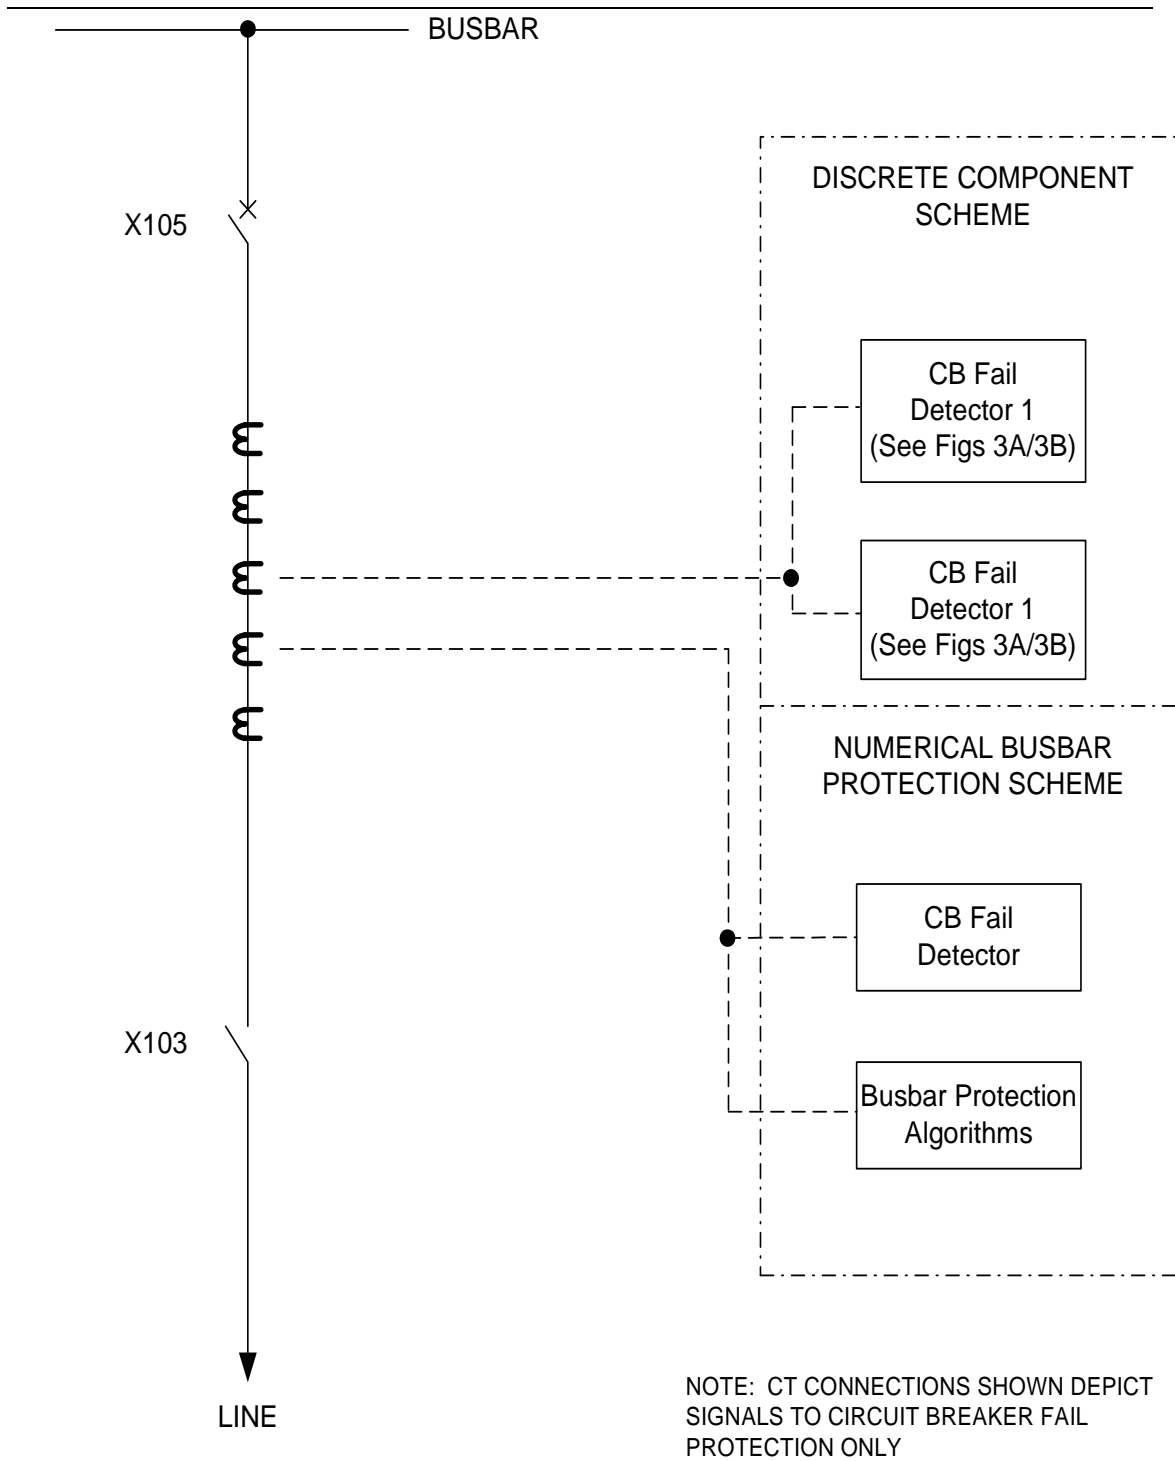 BUSBAR
DISCRETE COMPONENT
SCHEME
X105
CB Fail
Detector 1
(See Figs 3A/3B)
CB Fail
Detector 1
(See Figs 3A/3B)
NUMERICAL BUSBAR
PROTECTION SCHEME
CB Fail
Detector
X103
Busbar Protection
Algorithms
LINE
NOTE: CT CONNECTIONS SHOWN DEPICT
SIGNALS TO CIRCUIT BREAKER FAIL
PROTECTION ONLY